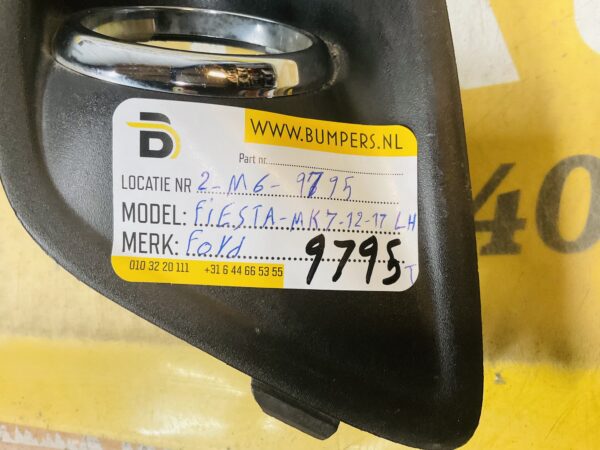 B
WWW.BUMPERS.NL
Part nr.
LOCATIE NR 2-M6-9795
MODEL: FiESTA-MK7-12-17 LH
MERK: Ford
9795
T
010 32 20 111 +31 6 44 66 53 55
40